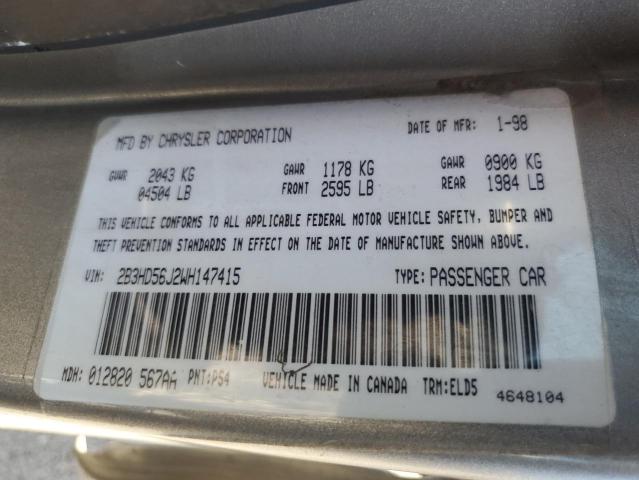 MFD BY CHRYSLER CORPORATION DATE OF MFR: 1-98
GVWR 2043 KG GAWR 1178 KG GAWR 0900 KG
04504 LB FRONT 2595 LB REAR 1984 LB
THIS VEHICLE CONFORMS TO ALL APPLICABLE FEDERAL MOTOR VEHICLE SAFETY, BUMPER AND
THEFT PREVENTION STANDARDS IN EFFECT ON THE DATE OF MANUFACTURE SHOWN ABOVE.
VIN: 2B3HD56J2WH147415 TYPE: PASSENGER CAR
MDH: 012820 567AA PNT: PS4 VEHICLE MADE IN CANADA TRM: ELD5
4648104